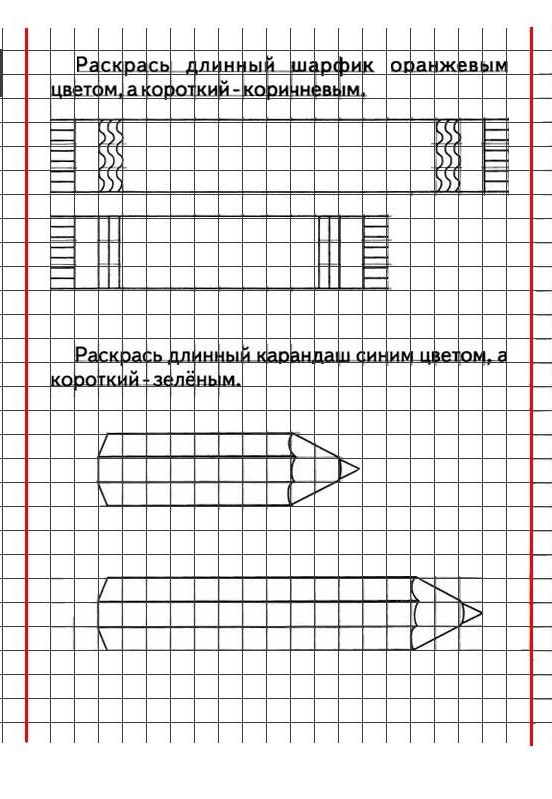 Раскрась длинный шарфик оранжевым
цветом, а короткий - коричневым.
Раскрась длинный карандаш синим цветом, а
короткий - зелёным.